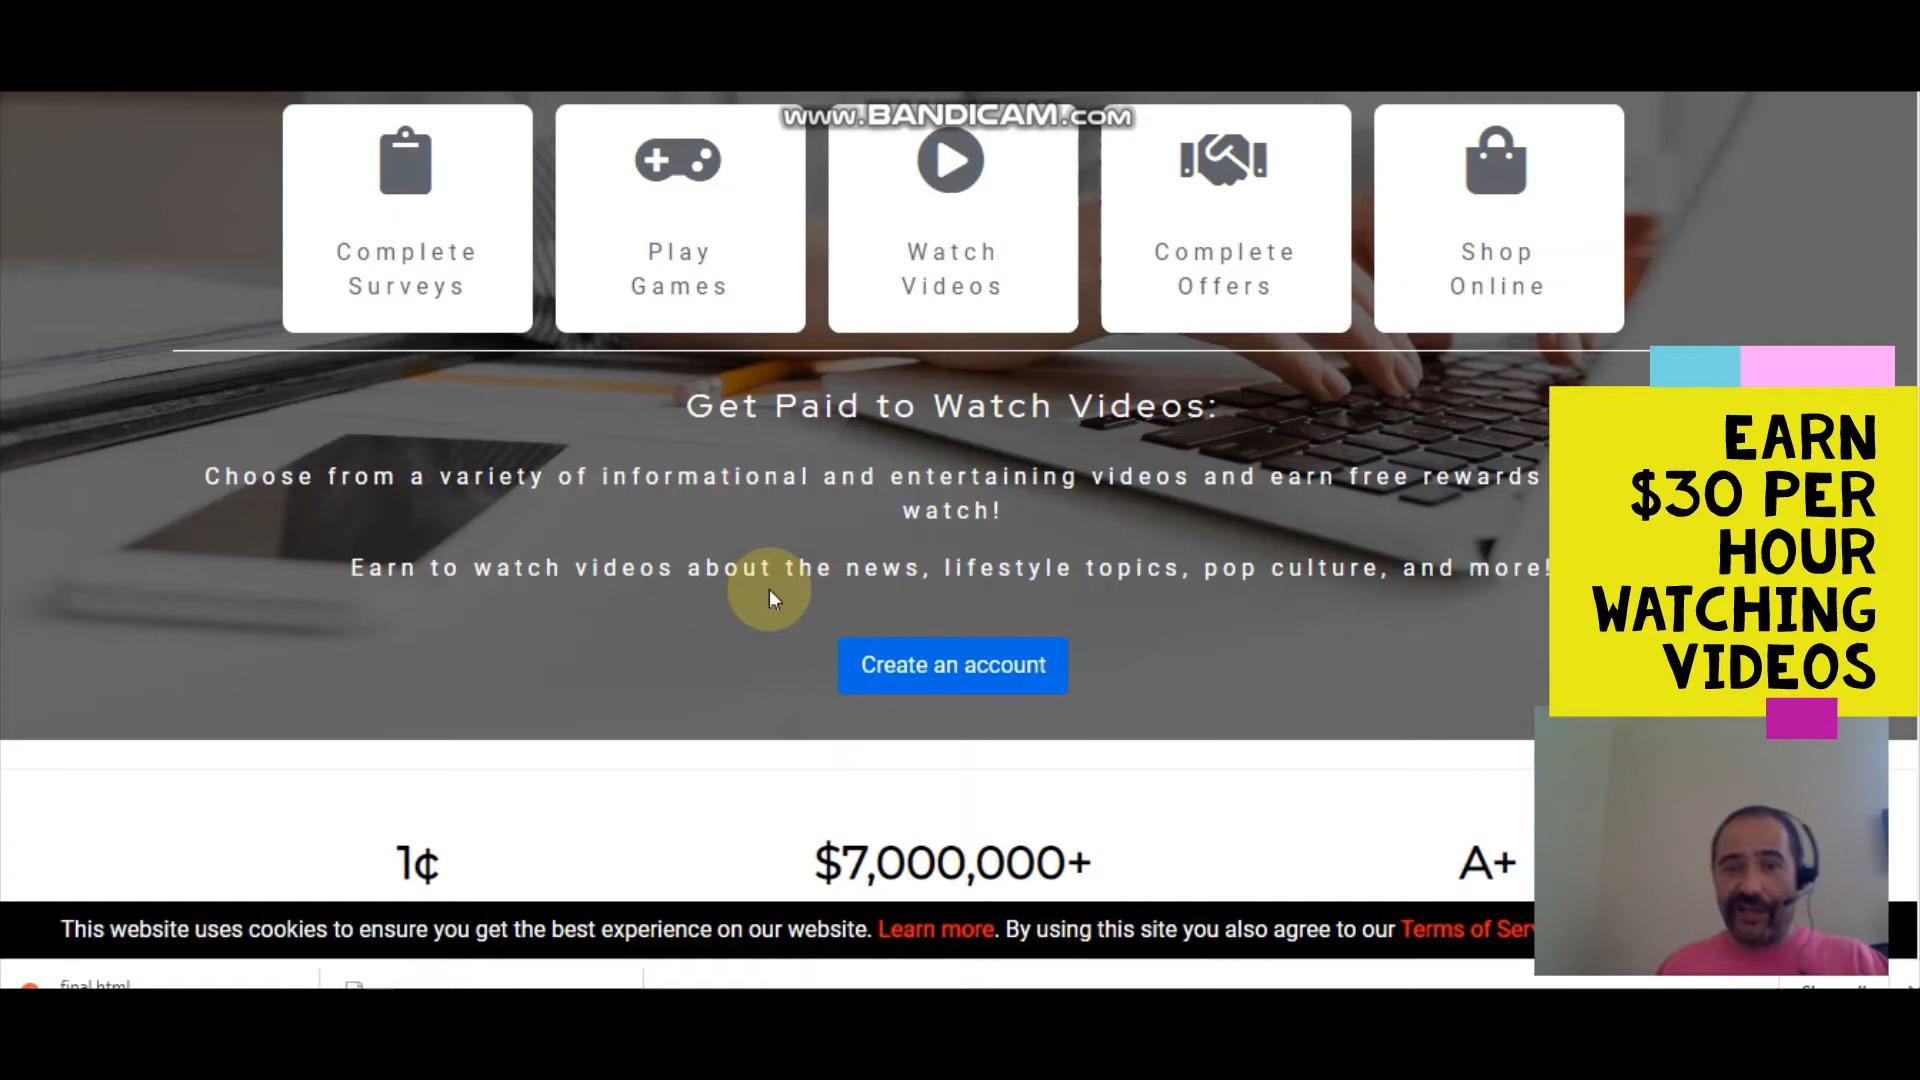 www.BANDICAM.com
Complete
Surveys
Play
Games
Watch
Videos
Complete
Offers
Shop
Online
Get Paid to Watch Videos:
Choose from a variety of informational and entertaining videos and earn free rewards
watch!
Earn to watch videos about the news, lifestyle topics, pop culture, and more!
Create an account
EARN
$30 PER
HOUR
WATCHING
VIDEOS
1¢
$7,000,000+
A+
This website uses cookies to ensure you get the best experience on our website. Learn more. By using this site you also agree to our Terms of Serv
final.html